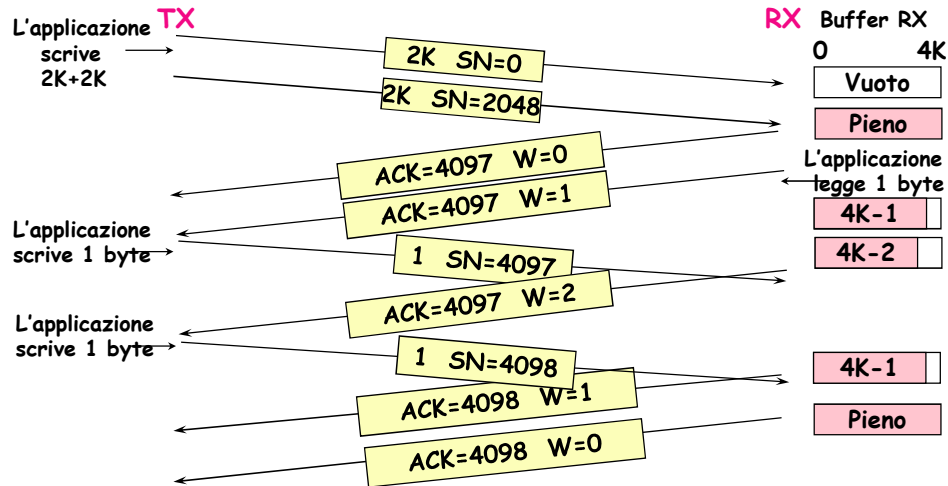 TX
RX
Buffer RX
L'applicazione
scrive
2K+2K
0 4K
2K SN=0
Vuoto
2K SN=2048
Pieno
ACK=4097 W=0
L'applicazione
legge 1 byte
ACK=4097 W=1
4K-1
L'applicazione
scrive 1 byte
1 SN=4097
4K-2
ACK=4097 W=2
L'applicazione
scrive 1 byte
1 SN=4098
4K-1
ACK=4098 W=1
Pieno
ACK=4098 W=0